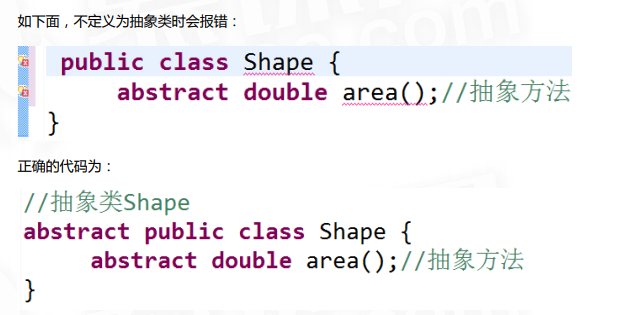 如下面，不定义为抽象类时会报错：
public class Shape {
abstract double area();//抽象方法
}
正确的代码为：
//抽象类Shape
abstract public class Shape {
abstract double area();//抽象方法
}